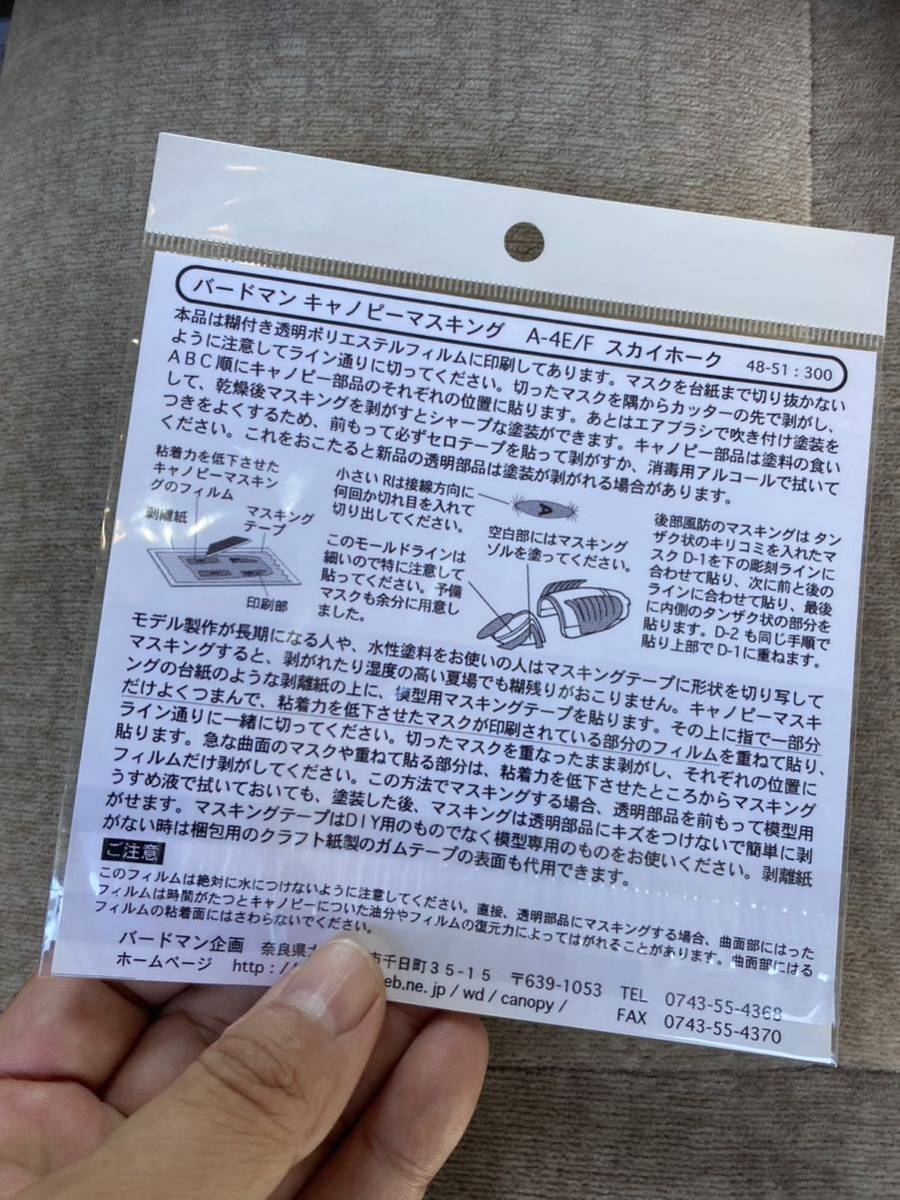 バードマン キャノピーマスキング A-4E/F スカイホーク 48-51：300
本品は糊付き透明ポリエステルフィルムに印刷してあります。マスクを台紙まで切り抜かない
ように注意してライン通りに切ってください。切ったマスクを隅からカッターの先で剥がし、
ＡＢＣ順にキャノピー部品のそれぞれの位置に貼ります。あとはエアブラシで吹き付け塗装を
して、乾燥後マスキングを剥がすとシャープな塗装ができます。キャノピー部品は塗料の食い
つきをよくするため、前もって必ずセロテープを貼って剥がすか、消毒用アルコールで拭いて
ください。これをおこたると新品の透明部品は塗装が剥がれる場合があります。
粘着力を低下させた
キャノピーマスキン
グのフィルム
剥離紙
マスキング
テープ
印刷部
小さいRは接線方向に
何回か切れ目を入れて
切り出してください。
このモールドラインは
細いので特に注意して
貼ってください。予備
マスクも余分に用意し
ました。
A
空白部にはマスキング
ゾルを塗ってください。
後部風防のマスキングは タン
ザク状のキリコミを入れたマ
スク D-1を下の彫刻ラインに
合わせて貼り、次に前と後の
ラインに合わせて貼り、最後
に内側のタンザク状の部分を
貼ります。D-2 も同じ手順で
貼り上部で D-1に重ねます。
モデル製作が長期になる人や、水性塗料をお使いの人はマスキングテープに形状を切り写して
マスキングすると、剥がれたり湿度の高い夏場でも糊残りがおこりません。キャノピーマスキ
ングの台紙のような剥離紙の上に、模型用マスキングテープを貼ります。その上に指で一部分
だけよくつまんで、粘着力を低下させたマスクが印刷されている部分のフィルムを重ねて貼り、
ライン通りに一緒に切ってください。切ったマスクを重なったまま剥がし、それぞれの位置に
貼ります。急な曲面のマスクや重ねて貼る部分は、粘着力を低下させたところからマスキング
フィルムだけ剥がしてください。この方法でマスキングする場合、透明部品を前もって模型用
うすめ液で拭いておいても、塗装した後、マスキングは透明部品にキズをつけないで簡単に剥
がせます。マスキングテープはDIY用のものでなく模型専用のものをお使いください。剥離紙
がない時は梱包用のクラフト紙製のガムテープの表面も代用できます。
ご注意
このフィルムは絶対に水につけないように注意してください。直接、透明部品にマスキングする場合、曲面部にはった
フィルムは時間がたつとキャノピーについた油分やフィルムの復元力によってはがれることがあります。曲面部にはる
フィルムの粘着面にはさわらないでください。
バードマン企画 奈良県 市千日町３５-１５ 〒639-1053 TEL 0743-55-4368
ホームページ http:// eb.ne.jp / wd / canopy / FAX 0743-55-4370